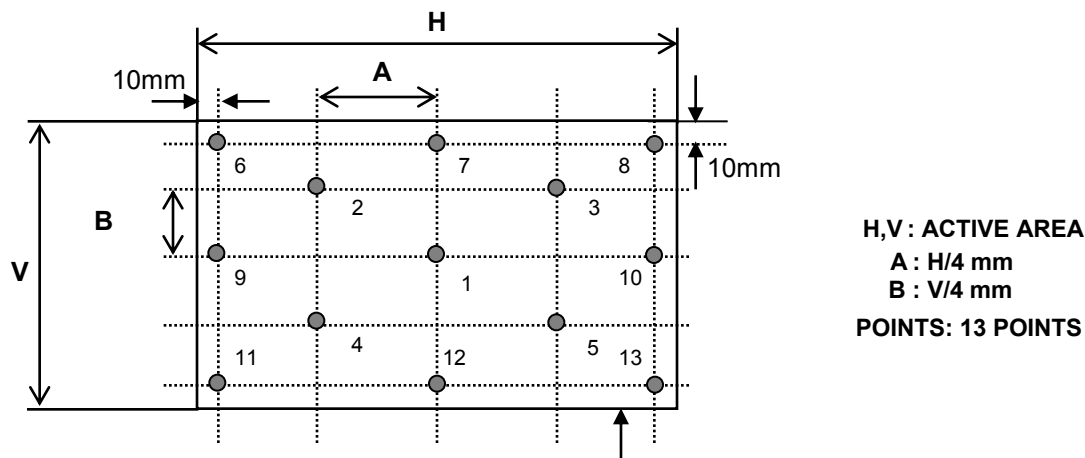 H
10mm
A
6
7
8
10mm
2
3
B
V
9
1
10
4
5
11
12
13
H,V : ACTIVE AREA
A : H/4 mm
B : V/4 mm
POINTS: 13 POINTS